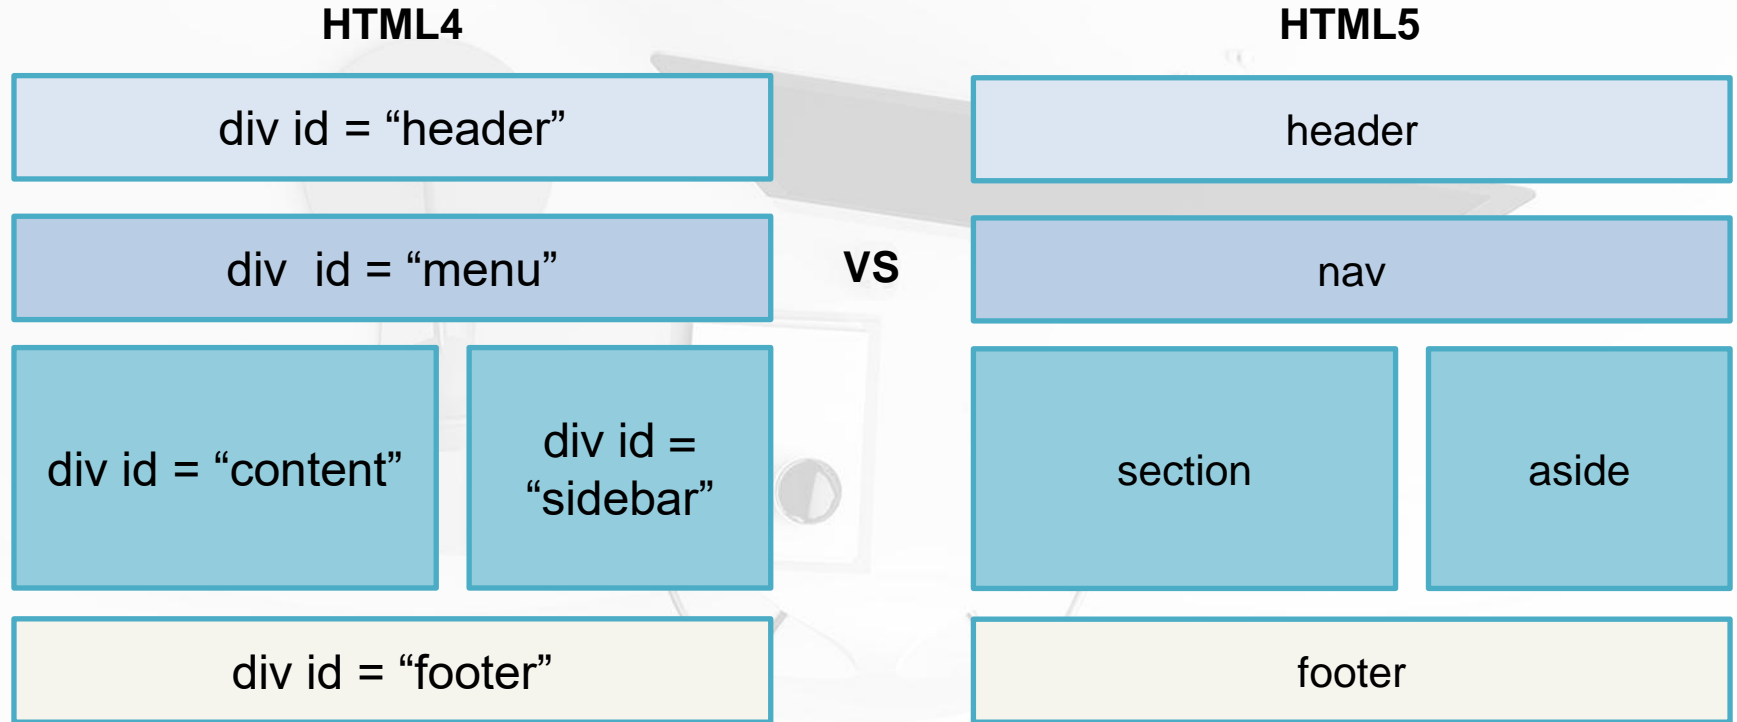 HTML4
HTML5
div id = “header”
header
div  id = “menu”
VS
nav
div id = “content”
div id =
“sidebar”
section
aside
div id = “footer”
footer